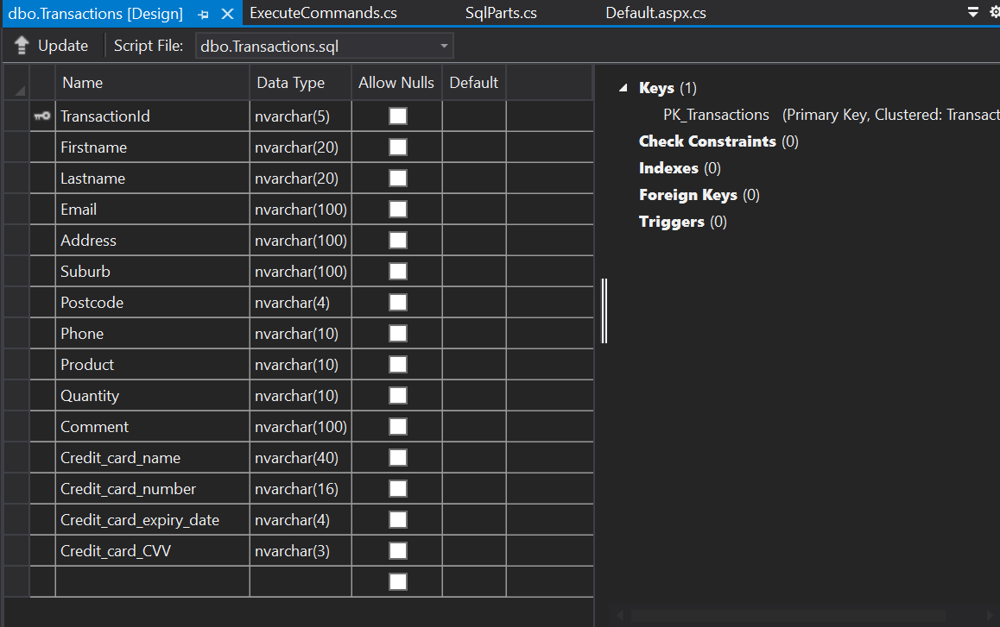 dbo.Transactions [Design] ExecuteCommands.cs SqlParts.cs Default.aspx.cs
Update Script File: dbo.Transactions.sql
Name Data Type Allow Nulls Default
TransactionId nvarchar(5)
Firstname nvarchar(20)
Lastname nvarchar(20)
Email nvarchar(100)
Address nvarchar(100)
Suburb nvarchar(100)
Postcode nvarchar(4)
Phone nvarchar(10)
Product nvarchar(10)
Quantity nvarchar(10)
Comment nvarchar(100)
Credit_card_name nvarchar(40)
Credit_card_number nvarchar(16)
Credit_card_expiry_date nvarchar(4)
Credit_card_CVV nvarchar(3)
Keys (1)
PK_Transactions (Primary Key, Clustered: Transact
Check Constraints (0)
Indexes (0)
Foreign Keys (0)
Triggers (0)